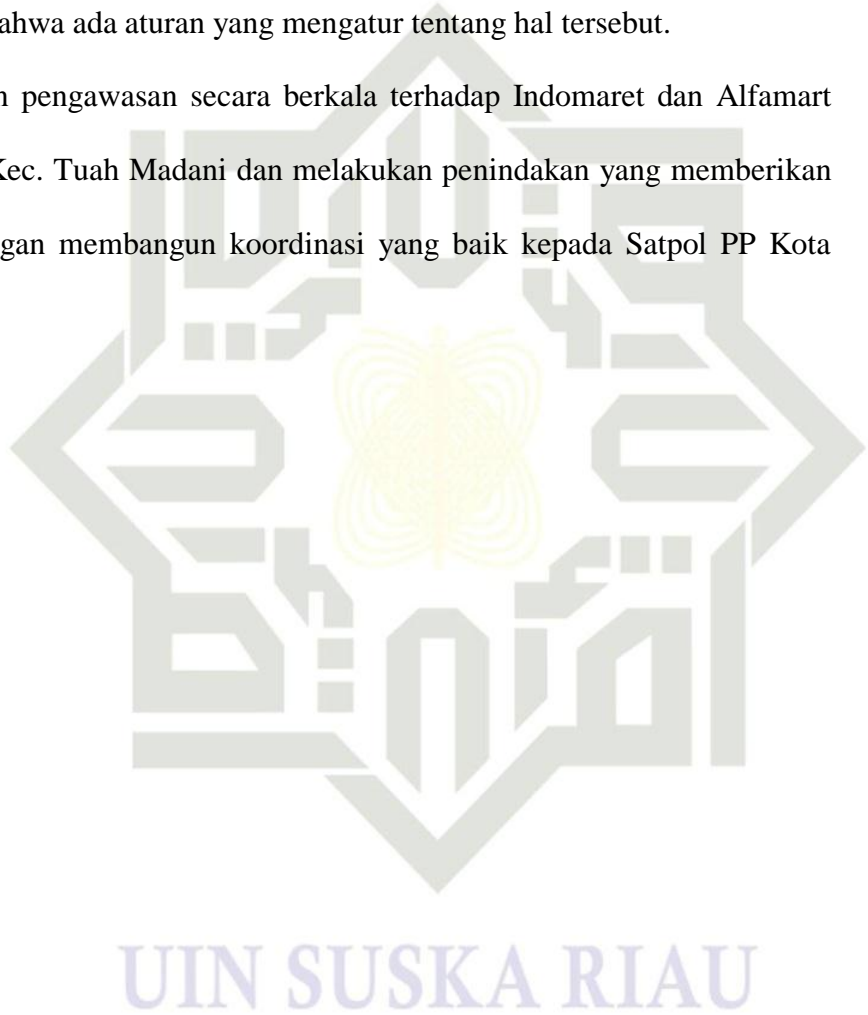 ahwa ada aturan yang mengatur tentang hal tersebut.
pengawasan secara berkala terhadap Indomaret dan Alfamart
Kec. Tuah Madani dan melakukan penindakan yang memberikan
gan membangun koordinasi yang baik kepada Satpol PP Kota
UIN SUSKA RIAU